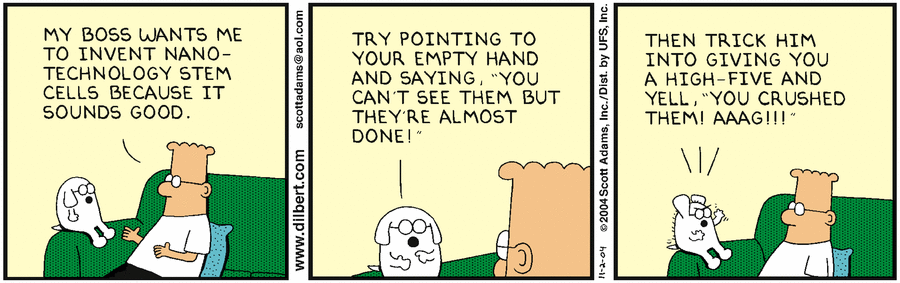 MY BOSS WANTS ME
TO INVENT NANO-
TECHNOLOGY STEM
CELLS BECAUSE IT
SOUNDS GOOD.
www.dilbert.com
scottadams@aol.com
TRY POINTING TO
YOUR EMPTY HAND
AND SAYING, "YOU
CAN'T SEE THEM BUT
THEY'RE ALMOST
DONE!"
11-2-04 ©2004 Scott Adams, Inc./Dist. by UFS, Inc.
THEN TRICK HIM
INTO GIVING YOU
A HIGH-FIVE AND
YELL, "YOU CRUSHED
THEM! AAAG!!!"